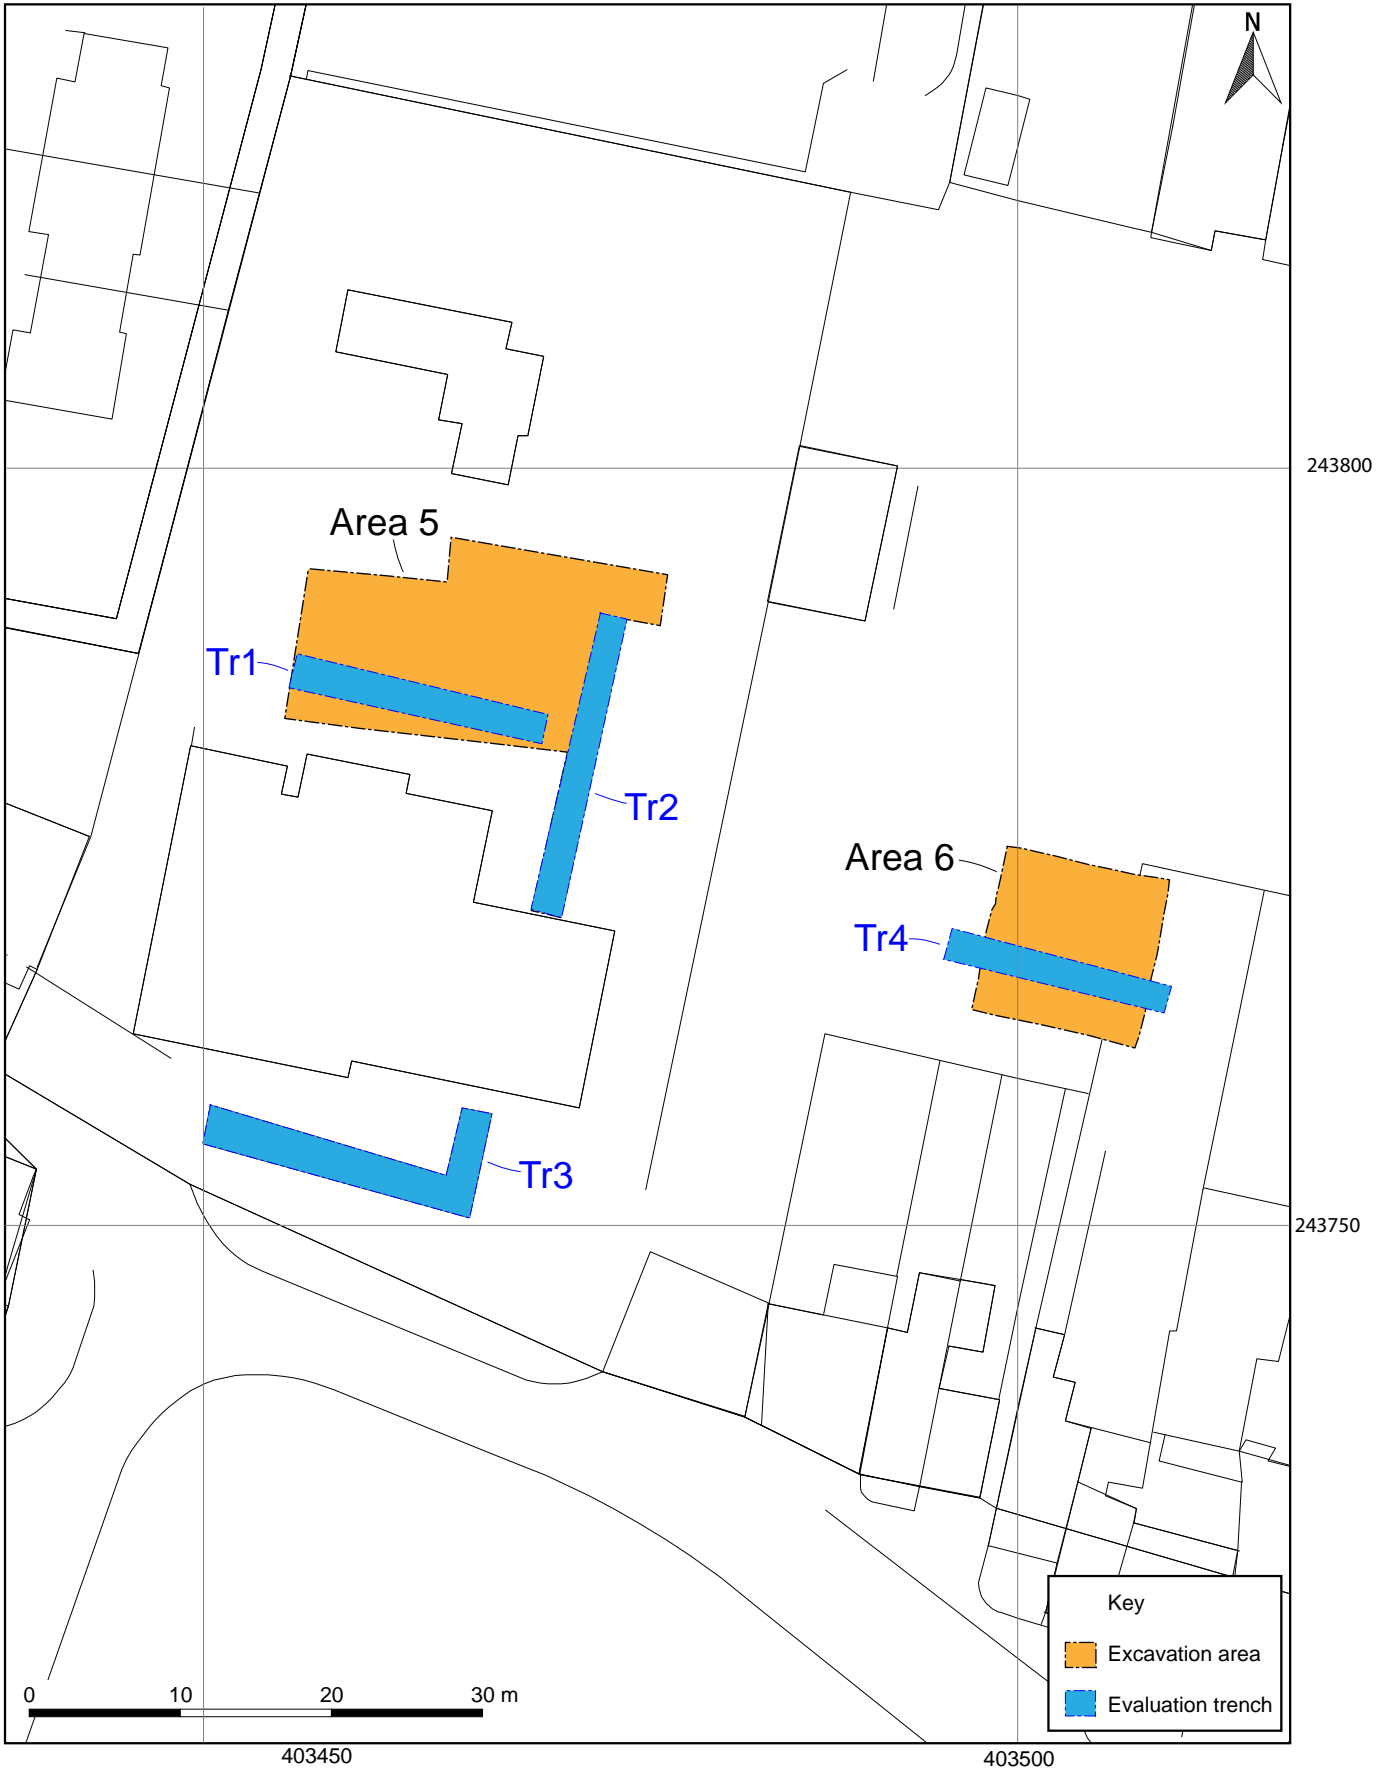 N
243800
Area 5
Tr1
Tr2
Area 6
Tr4
Tr3
243750
Key
Excavation area
Evaluation trench
0 10 20 30 m
403450
403500